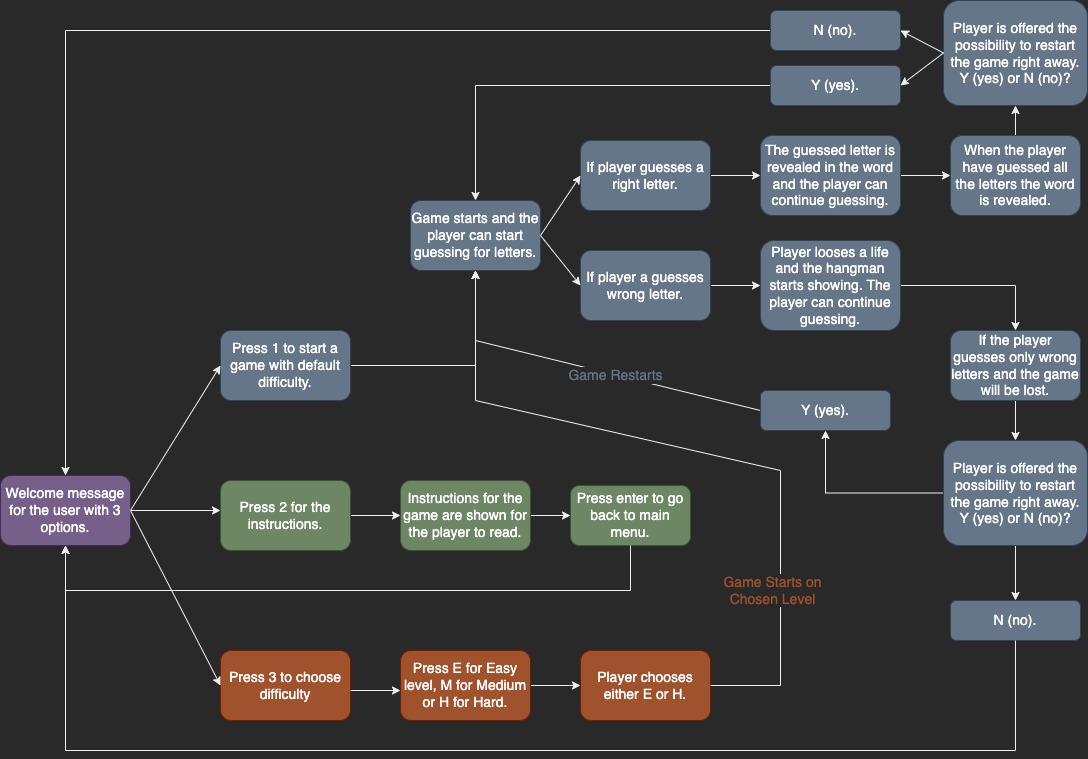 N (no).
Player is offered the
possibility to restart
the game right away.
Y (yes) or N (no)?
Y (yes).
If player guesses a
right letter.
The guessed letter is
revealed in the word
and the player can
continue guessing.
When the player
have guessed all
the letters the word
is revealed.
Game starts and the
player can start
guessing for letters.
If player a guesses
wrong letter.
Player looses a life
and the hangman
starts showing. The
player can continue
guessing.
Press 1 to start a
game with default
difficulty.
Game Restarts
If the player
guesses only wrong
letters and the game
will be lost.
Y (yes).
Player is offered the
possibility to restart
the game right away.
Y (yes) or N (no)?
Welcome message
for the user with 3
options.
Press 2 for the
instructions.
Instructions for the
game are shown for
the player to read.
Press enter to go
back to main
menu.
Game Starts on
Chosen Level
N (no).
Press 3 to choose
difficulty
Press E for Easy
level, M for Medium
or H for Hard.
Player chooses
either E or H.